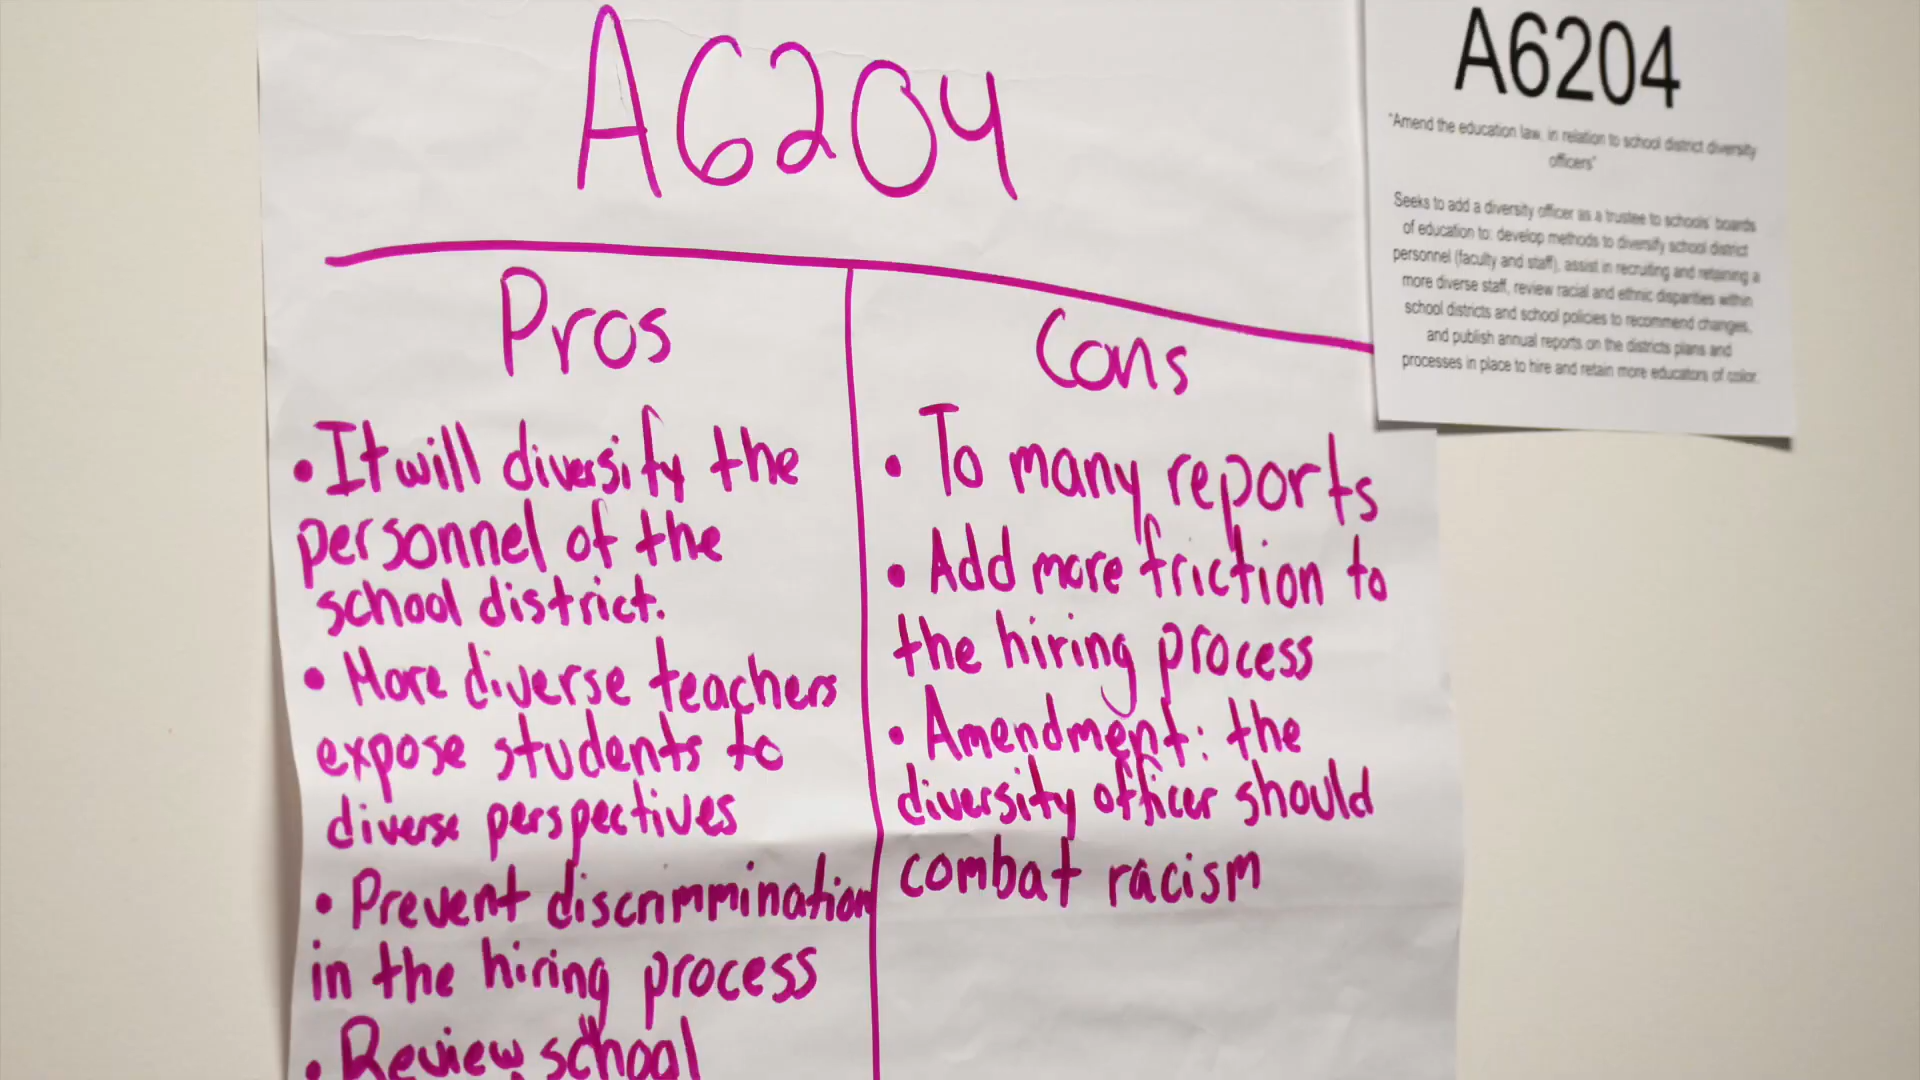 A6204
Pros
• It will diversify the
personnel of the
school district.
• More diverse teachers
expose students to
diverse perspectives
• Prevent discrimmination
in the hiring process
• Review school
Cons
• To many reports
• Add more friction to
the hiring process
• Amendment: the
diversity officer should
combat racism
A6204
"Amend the education law, in relation to school district diversity
officers"
Seeks to add a diversity officer as a trustee to schools' boards
of education to: develop methods to diversify school district
personnel (faculty and staff), assist in recruiting and retaining a
more diverse staff, review racial and ethnic disparities within
school districts and school policies to recommend changes,
and publish annual reports on the districts plans and
processes in place to hire and retain more educators of color.